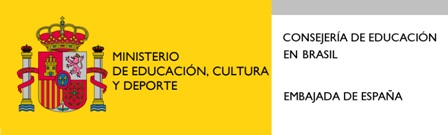 MINISTERIO
DE EDUCACIÓN, CULTURA
Y DEPORTE
CONSEJERÍA DE EDUCACIÓN
EN BRASIL
EMBAJADA DE ESPAÑA